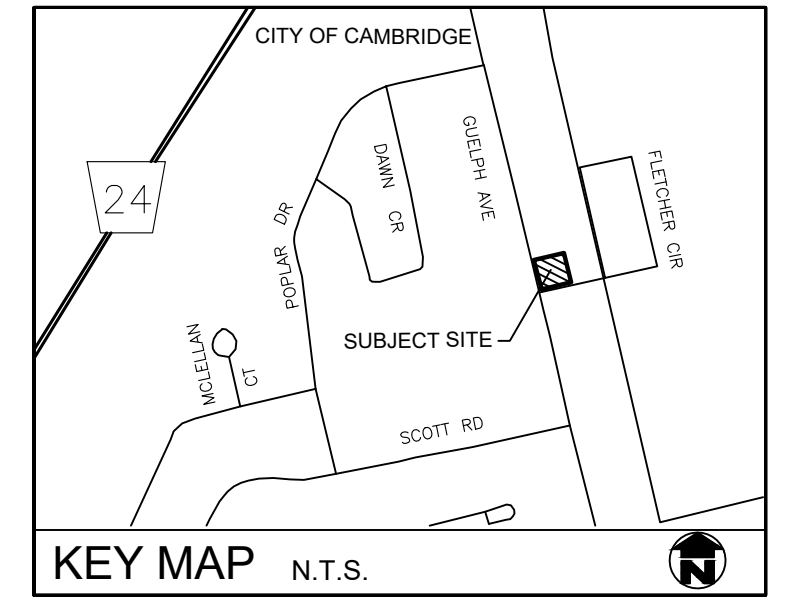 CITY OF CAMBRIDGE
24
DAWN CR
GUELPH AVE
FLETCHER CIR
POPLAR DR
SUBJECT SITE
MCLELLAN CT
SCOTT RD
KEY MAP N.T.S.
N